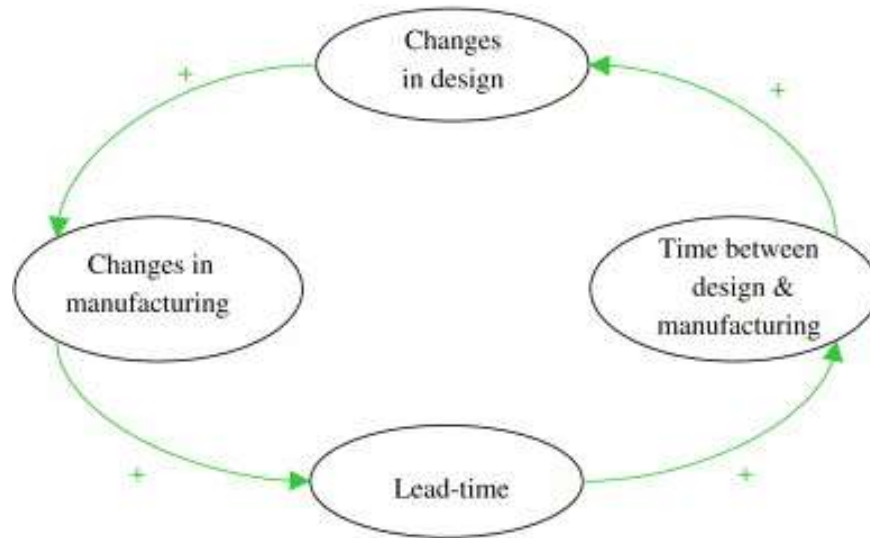 Changes
in design
+
+
Changes in
manufacturing
Time between
design &
manufacturing
+
+
Lead-time